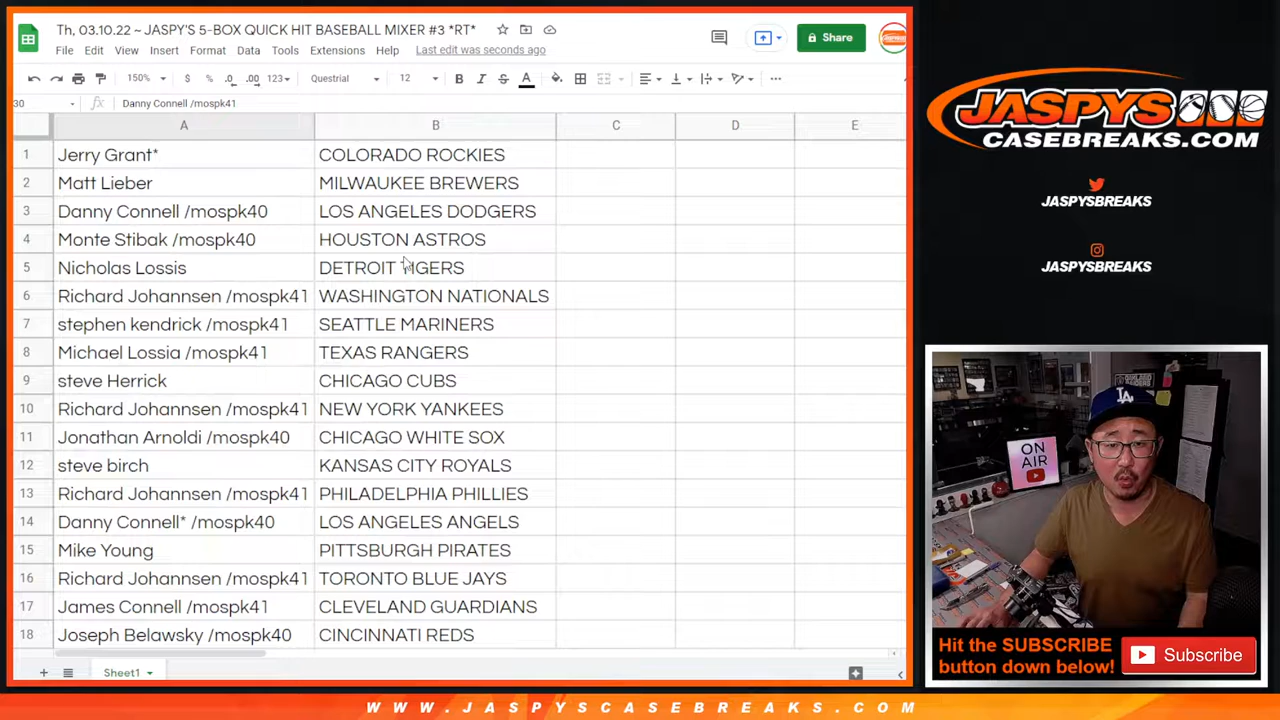 Th, 03.10.22 ~ JASPY'S 5-BOX QUICK HIT BASEBALL MIXER #3 *RT*
File Edit View Insert Format Data Tools Extensions Help Last edit was seconds ago
Share
150% $ % .0 .00 123 Questrial 12 B I S A
30 fx Danny Connell /mospk41
A B C D E
1 Jerry Grant* COLORADO ROCKIES
2 Matt Lieber MILWAUKEE BREWERS
3 Danny Connell /mospk40 LOS ANGELES DODGERS
4 Monte Stibak /mospk40 HOUSTON ASTROS
5 Nicholas Lossis DETROIT TIGERS
6 Richard Johannsen /mospk41 WASHINGTON NATIONALS
7 stephen kendrick /mospk41 SEATTLE MARINERS
8 Michael Lossia /mospk41 TEXAS RANGERS
9 steve Herrick CHICAGO CUBS
10 Richard Johannsen /mospk41 NEW YORK YANKEES
11 Jonathan Arnoldi /mospk40 CHICAGO WHITE SOX
12 steve birch KANSAS CITY ROYALS
13 Richard Johannsen /mospk41 PHILADELPHIA PHILLIES
14 Danny Connell* /mospk40 LOS ANGELES ANGELS
15 Mike Young PITTSBURGH PIRATES
16 Richard Johannsen /mospk41 TORONTO BLUE JAYS
17 James Connell /mospk41 CLEVELAND GUARDIANS
18 Joseph Belawsky /mospk40 CINCINNATI REDS
Sheet1
JASPYS
CASEBREAKS.COM
JASPYSBREAKS
JASPYSBREAKS
ON
AIR
LA
Hit the SUBSCRIBE
button down below!
Subscribe
WWW.JASPYSCASEBREAKS.COM